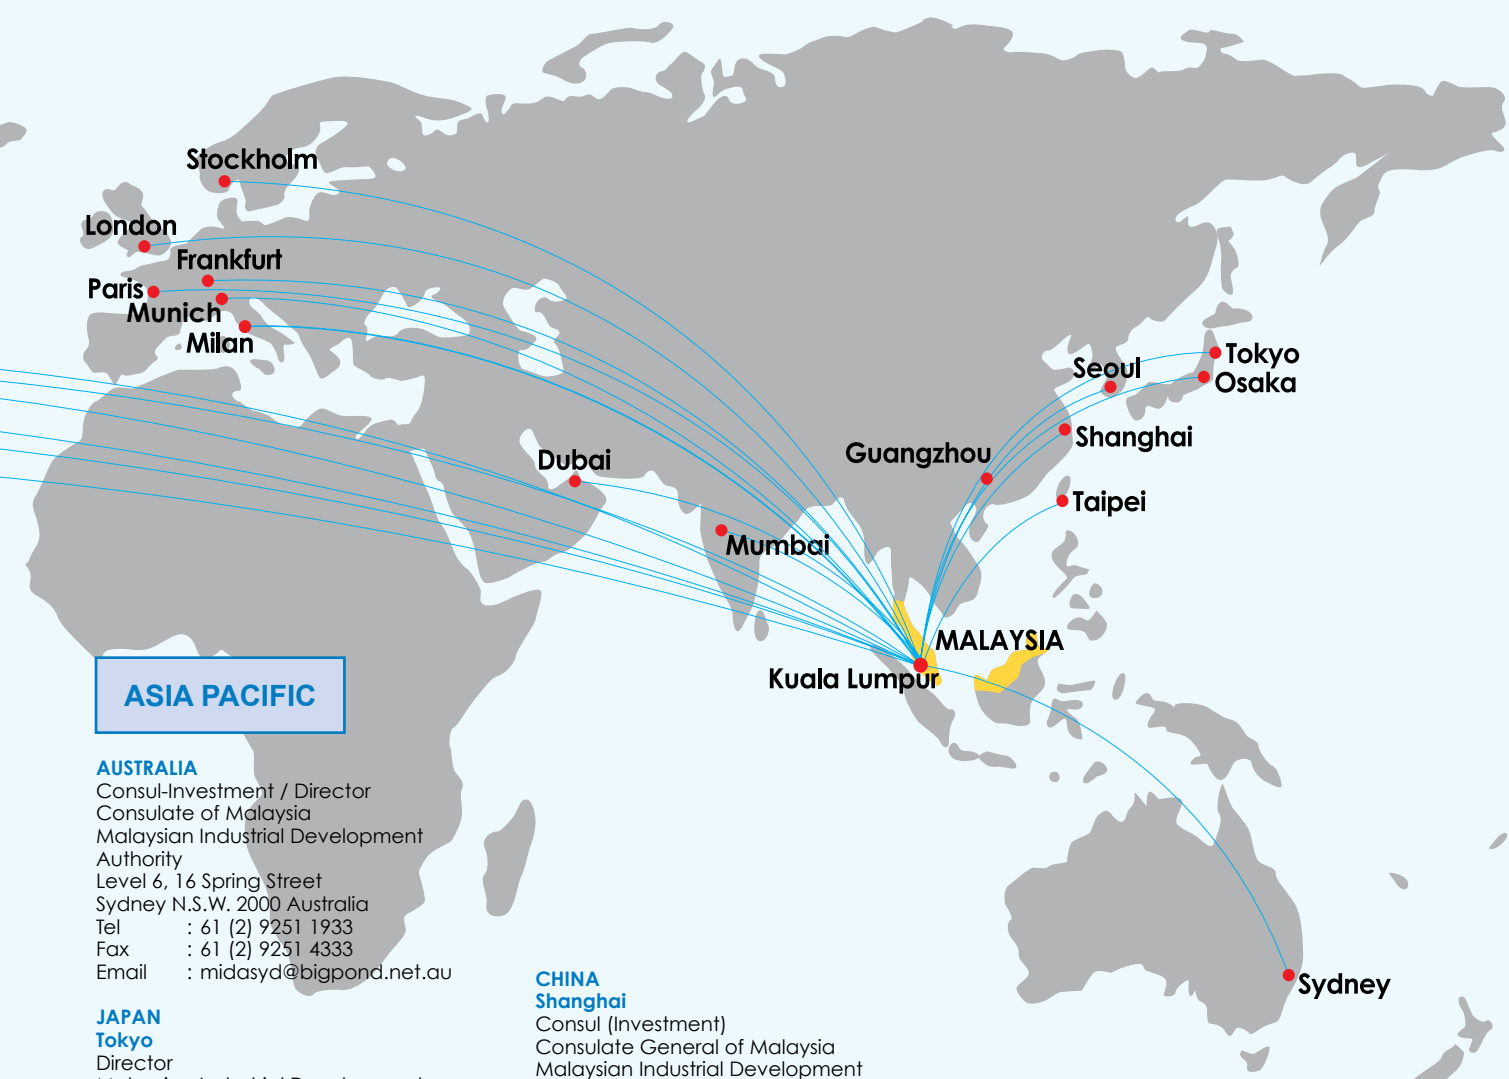 Stockholm
London
Frankfurt
Paris
Munich
Milan
Tokyo
Seoul
Osaka
Shanghai
Guangzhou
Dubai
Taipei
Mumbai
MALAYSIA
Kuala Lumpur
Sydney
ASIA PACIFIC
AUSTRALIA
Consul-Investment / Director
Consulate of Malaysia
Malaysian Industrial Development
Authority
Level 6, 16 Spring Street
Sydney N.S.W. 2000 Australia
Tel : 61 (2) 9251 1933
Fax : 61 (2) 9251 4333
Email : midasyd@bigpond.net.au
JAPAN
Tokyo
Director
CHINA
Shanghai
Consul (Investment)
Consulate General of Malaysia
Malaysian Industrial Development